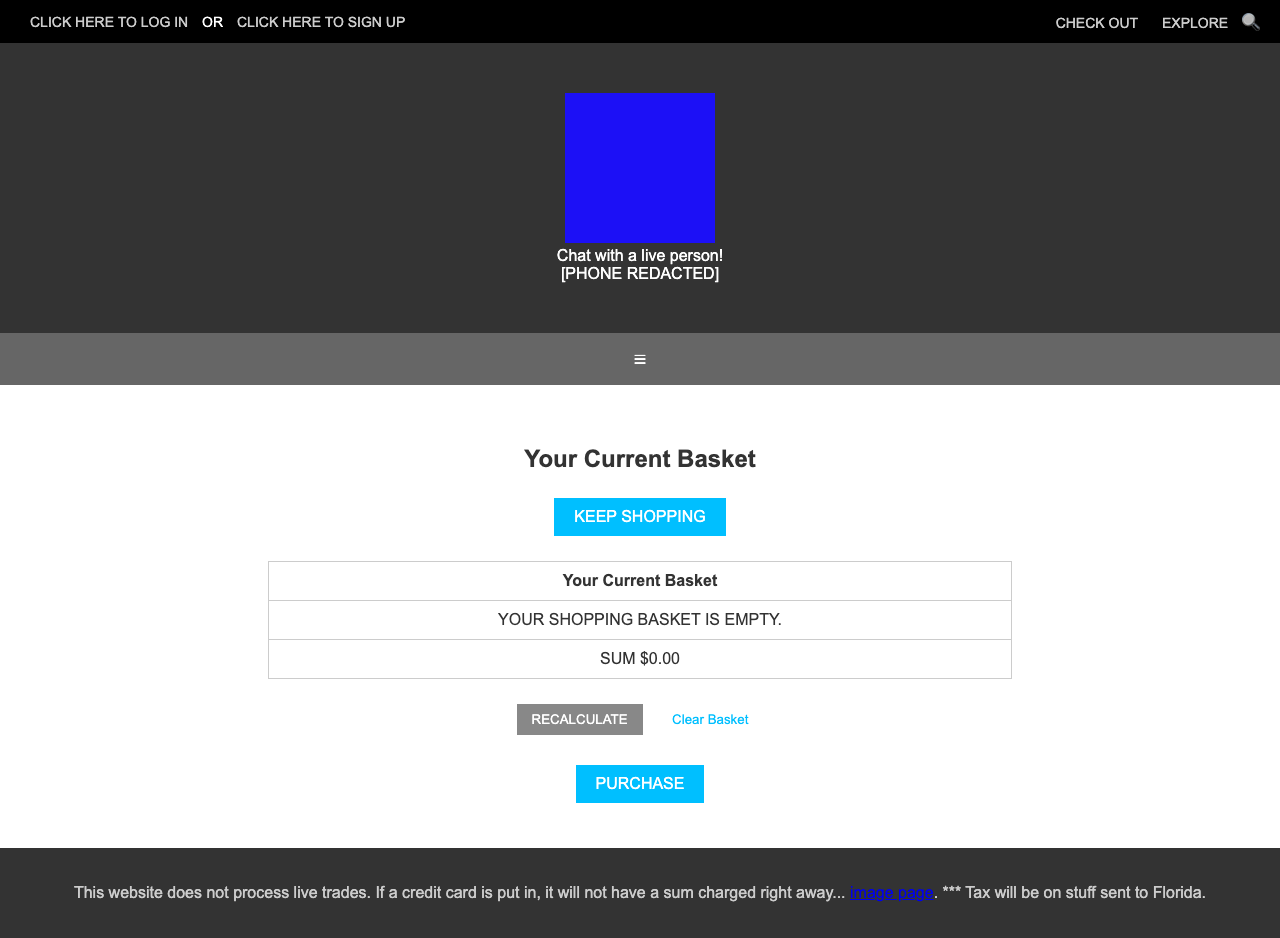 CLICK HERE TO LOG IN OR CLICK HERE TO SIGN UP CHECK OUT EXPLORE
Chat with a live person!
[PHONE REDACTED]
Your Current Basket
KEEP SHOPPING
Your Current Basket
YOUR SHOPPING BASKET IS EMPTY.
SUM $0.00
RECALCULATE Clear Basket
PURCHASE
This website does not process live trades. If a credit card is put in, it will not have a sum charged right away... image page. *** Tax will be on stuff sent to Florida.